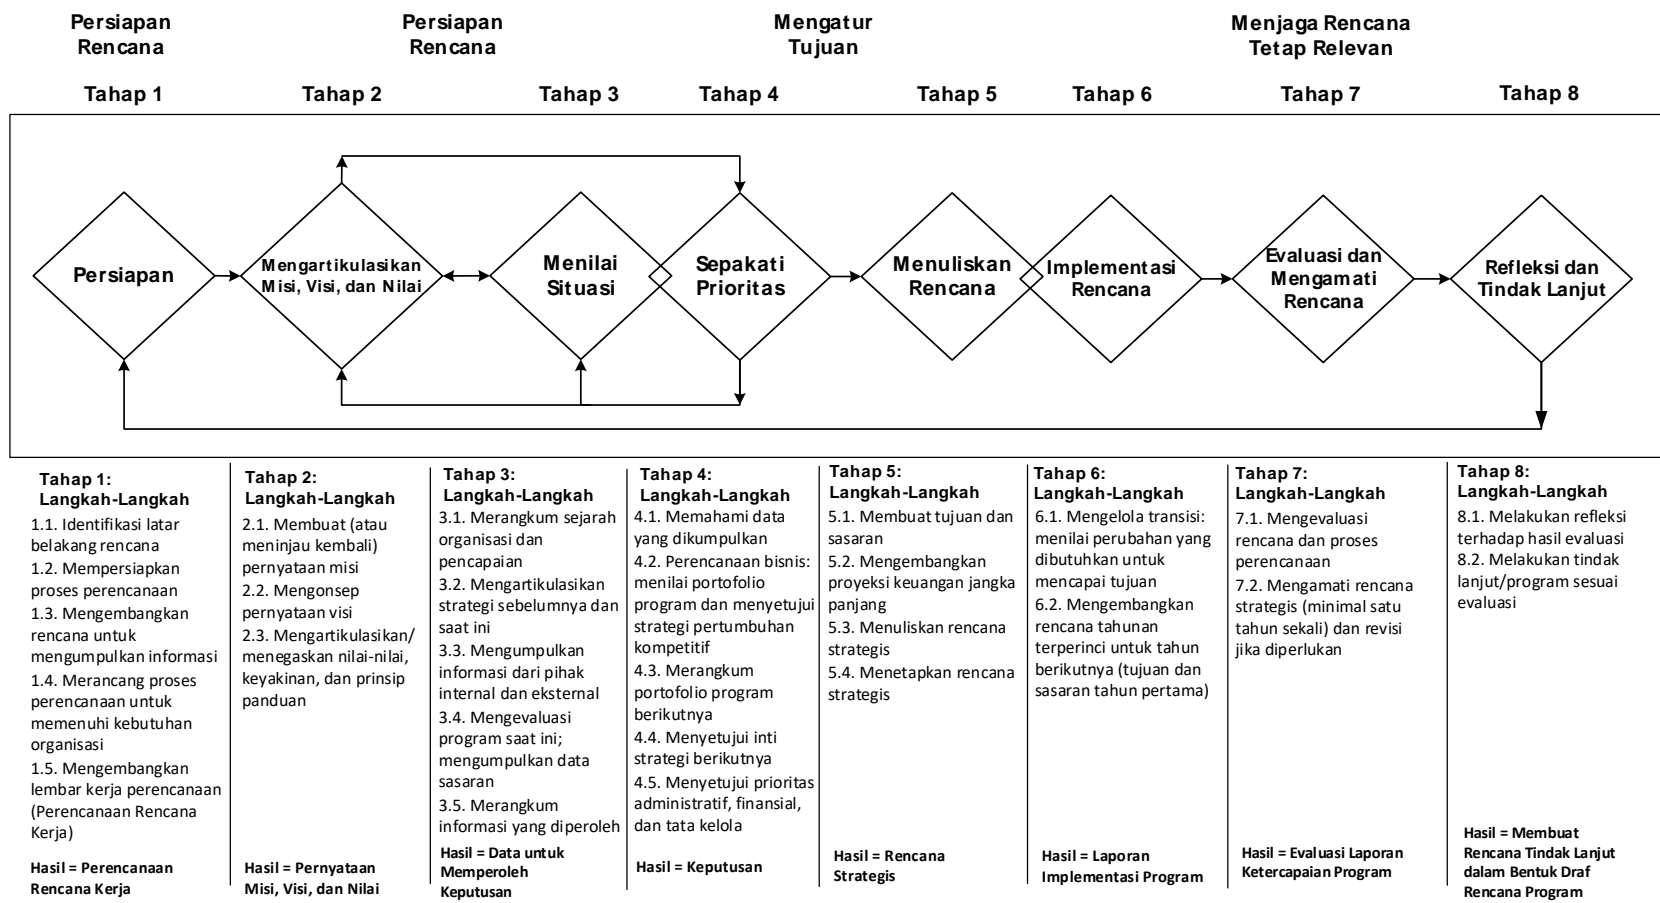 Persiapan
Rencana
Persiapan
Rencana
Mengatur
Tujuan
Menjaga Rencana
Tetap Relevan
Tahap 1
Tahap 2
Tahap 3
Tahap 4
Tahap 5
Tahap 6
Tahap 7
Tahap 8
Persiapan
Mengartikulasikan
Misi, Visi, dan Nilai
Menilai
Situasi
Sepakati
Prioritas
Menuliskan
Rencana
Implementasi
Rencana
Evaluasi dan
Mengamati
Rencana
Refleksi dan
Tindak Lanjut
Tahap 1:
Langkah-Langkah
1.1. Identifikasi latar
belakang rencana
1.2. Mempersiapkan
proses perencanaan
1.3. Mengembangkan
rencana untuk
mengumpulkan informasi
1.4. Merancang proses
perencanaan untuk
memenuhi kebutuhan
organisasi
1.5. Mengembangkan
lembar kerja perencanaan
(Perencanaan Rencana
Kerja)
Hasil = Perencanaan
Rencana Kerja
Tahap 2:
Langkah-Langkah
2.1. Membuat (atau
meninjau kembali)
pernyataan misi
2.2. Mengonsep
pernyataan visi
2.3. Mengartikulasikan/
menegaskan nilai-nilai,
keyakinan, dan prinsip
panduan
Hasil = Pernyataan
Misi, Visi, dan Nilai
Tahap 3:
Langkah-Langkah
3.1. Merangkum sejarah
organisasi dan
pencapaian
3.2. Mengartikulasikan
strategi sebelumnya dan
saat ini
3.3. Mengumpulkan
informasi dari pihak
internal dan eksternal
3.4. Mengevaluasi
program saat ini;
mengumpulkan data
sasaran
3.5. Merangkum
informasi yang diperoleh
Hasil = Data untuk
Memperoleh
Keputusan
Tahap 4:
Langkah-Langkah
4.1. Memahami data
yang dikumpulkan
4.2. Perencanaan bisnis:
menilai portofolio
program dan menyetujui
strategi pertumbuhan
kompetitif
4.3. Merangkum
portofolio program
berikutnya
4.4. Menyetujui inti
strategi berikutnya
4.5. Menyetujui prioritas
administratif, finansial,
dan tata kelola
Hasil = Keputusan
Tahap 5:
Langkah-Langkah
5.1. Membuat tujuan dan
sasaran
5.2. Mengembangkan
proyeksi keuangan jangka
panjang
5.3. Menuliskan rencana
strategis
5.4. Menetapkan rencana
strategis
Hasil = Rencana
Strategis
Tahap 6:
Langkah-Langkah
6.1. Mengelola transisi:
menilai perubahan yang
dibutuhkan untuk
mencapai tujuan
6.2. Mengembangkan
rencana tahunan
terperinci untuk tahun
berikutnya (tujuan dan
sasaran tahun pertama)
Hasil = Laporan
Implementasi Program
Tahap 7:
Langkah-Langkah
7.1. Mengevaluasi
rencana dan proses
perencanaan
7.2. Mengamati rencana
strategis (minimal satu
tahun sekali) dan revisi
jika diperlukan
Hasil = Evaluasi Laporan
Ketercapaian Program
Tahap 8:
Langkah-Langkah
8.1. Melakukan refleksi
terhadap hasil evaluasi
8.2. Melakukan tindak
lanjut/program sesuai
evaluasi
Hasil = Membuat
Rencana Tindak Lanjut
dalam Bentuk Draf
Rencana Program